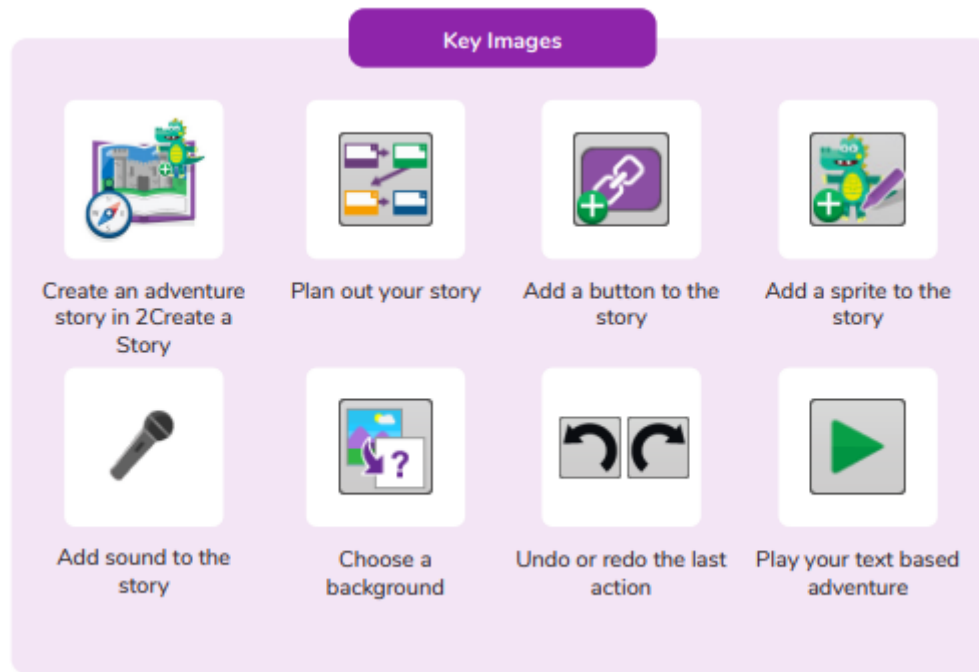 Key Images
Create an adventure
story in 2Create a
Story
Plan out your story
Add a button to the
story
Add a sprite to the
story
?
Add sound to the
story
Choose a
background
Undo or redo the last
action
Play your text based
adventure